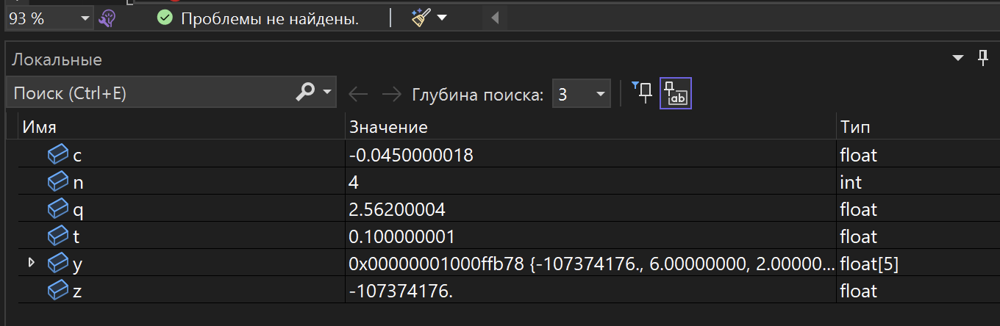 93 %
Проблемы не найдены.
Локальные
Поиск (Ctrl+E)
Глубина поиска: 3
ab
Имя Значение Тип
c -0.0450000018 float
n 4 int
q 2.56200004 float
t 0.100000001 float
y 0x00000001000ffb78 {-107374176., 6.00000000, 2.00000... float[5]
z -107374176. float